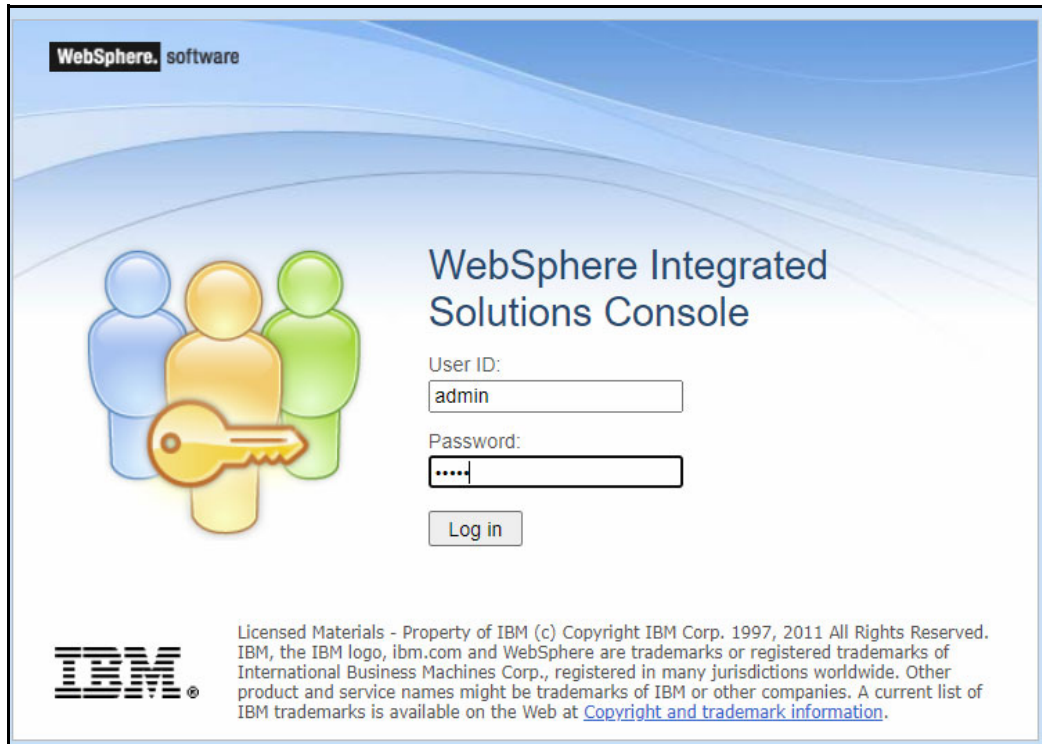 WebSphere. software
WebSphere Integrated
Solutions Console
User ID:
admin
Password:
•••••
Log in
Licensed Materials - Property of IBM (c) Copyright IBM Corp. 1997, 2011 All Rights Reserved.
IBM, the IBM logo, ibm.com and WebSphere are trademarks or registered trademarks of
International Business Machines Corp., registered in many jurisdictions worldwide. Other
product and service names might be trademarks of IBM or other companies. A current list of
IBM trademarks is available on the Web at Copyright and trademark information.
IBM®